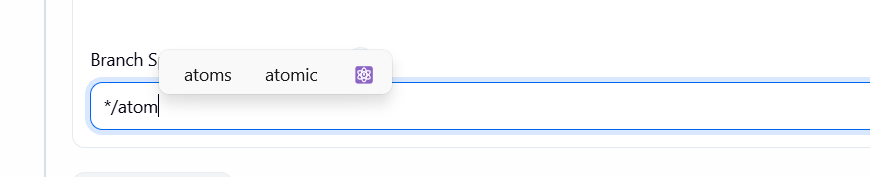 Branch S
atoms atomic ⚛
*/atom